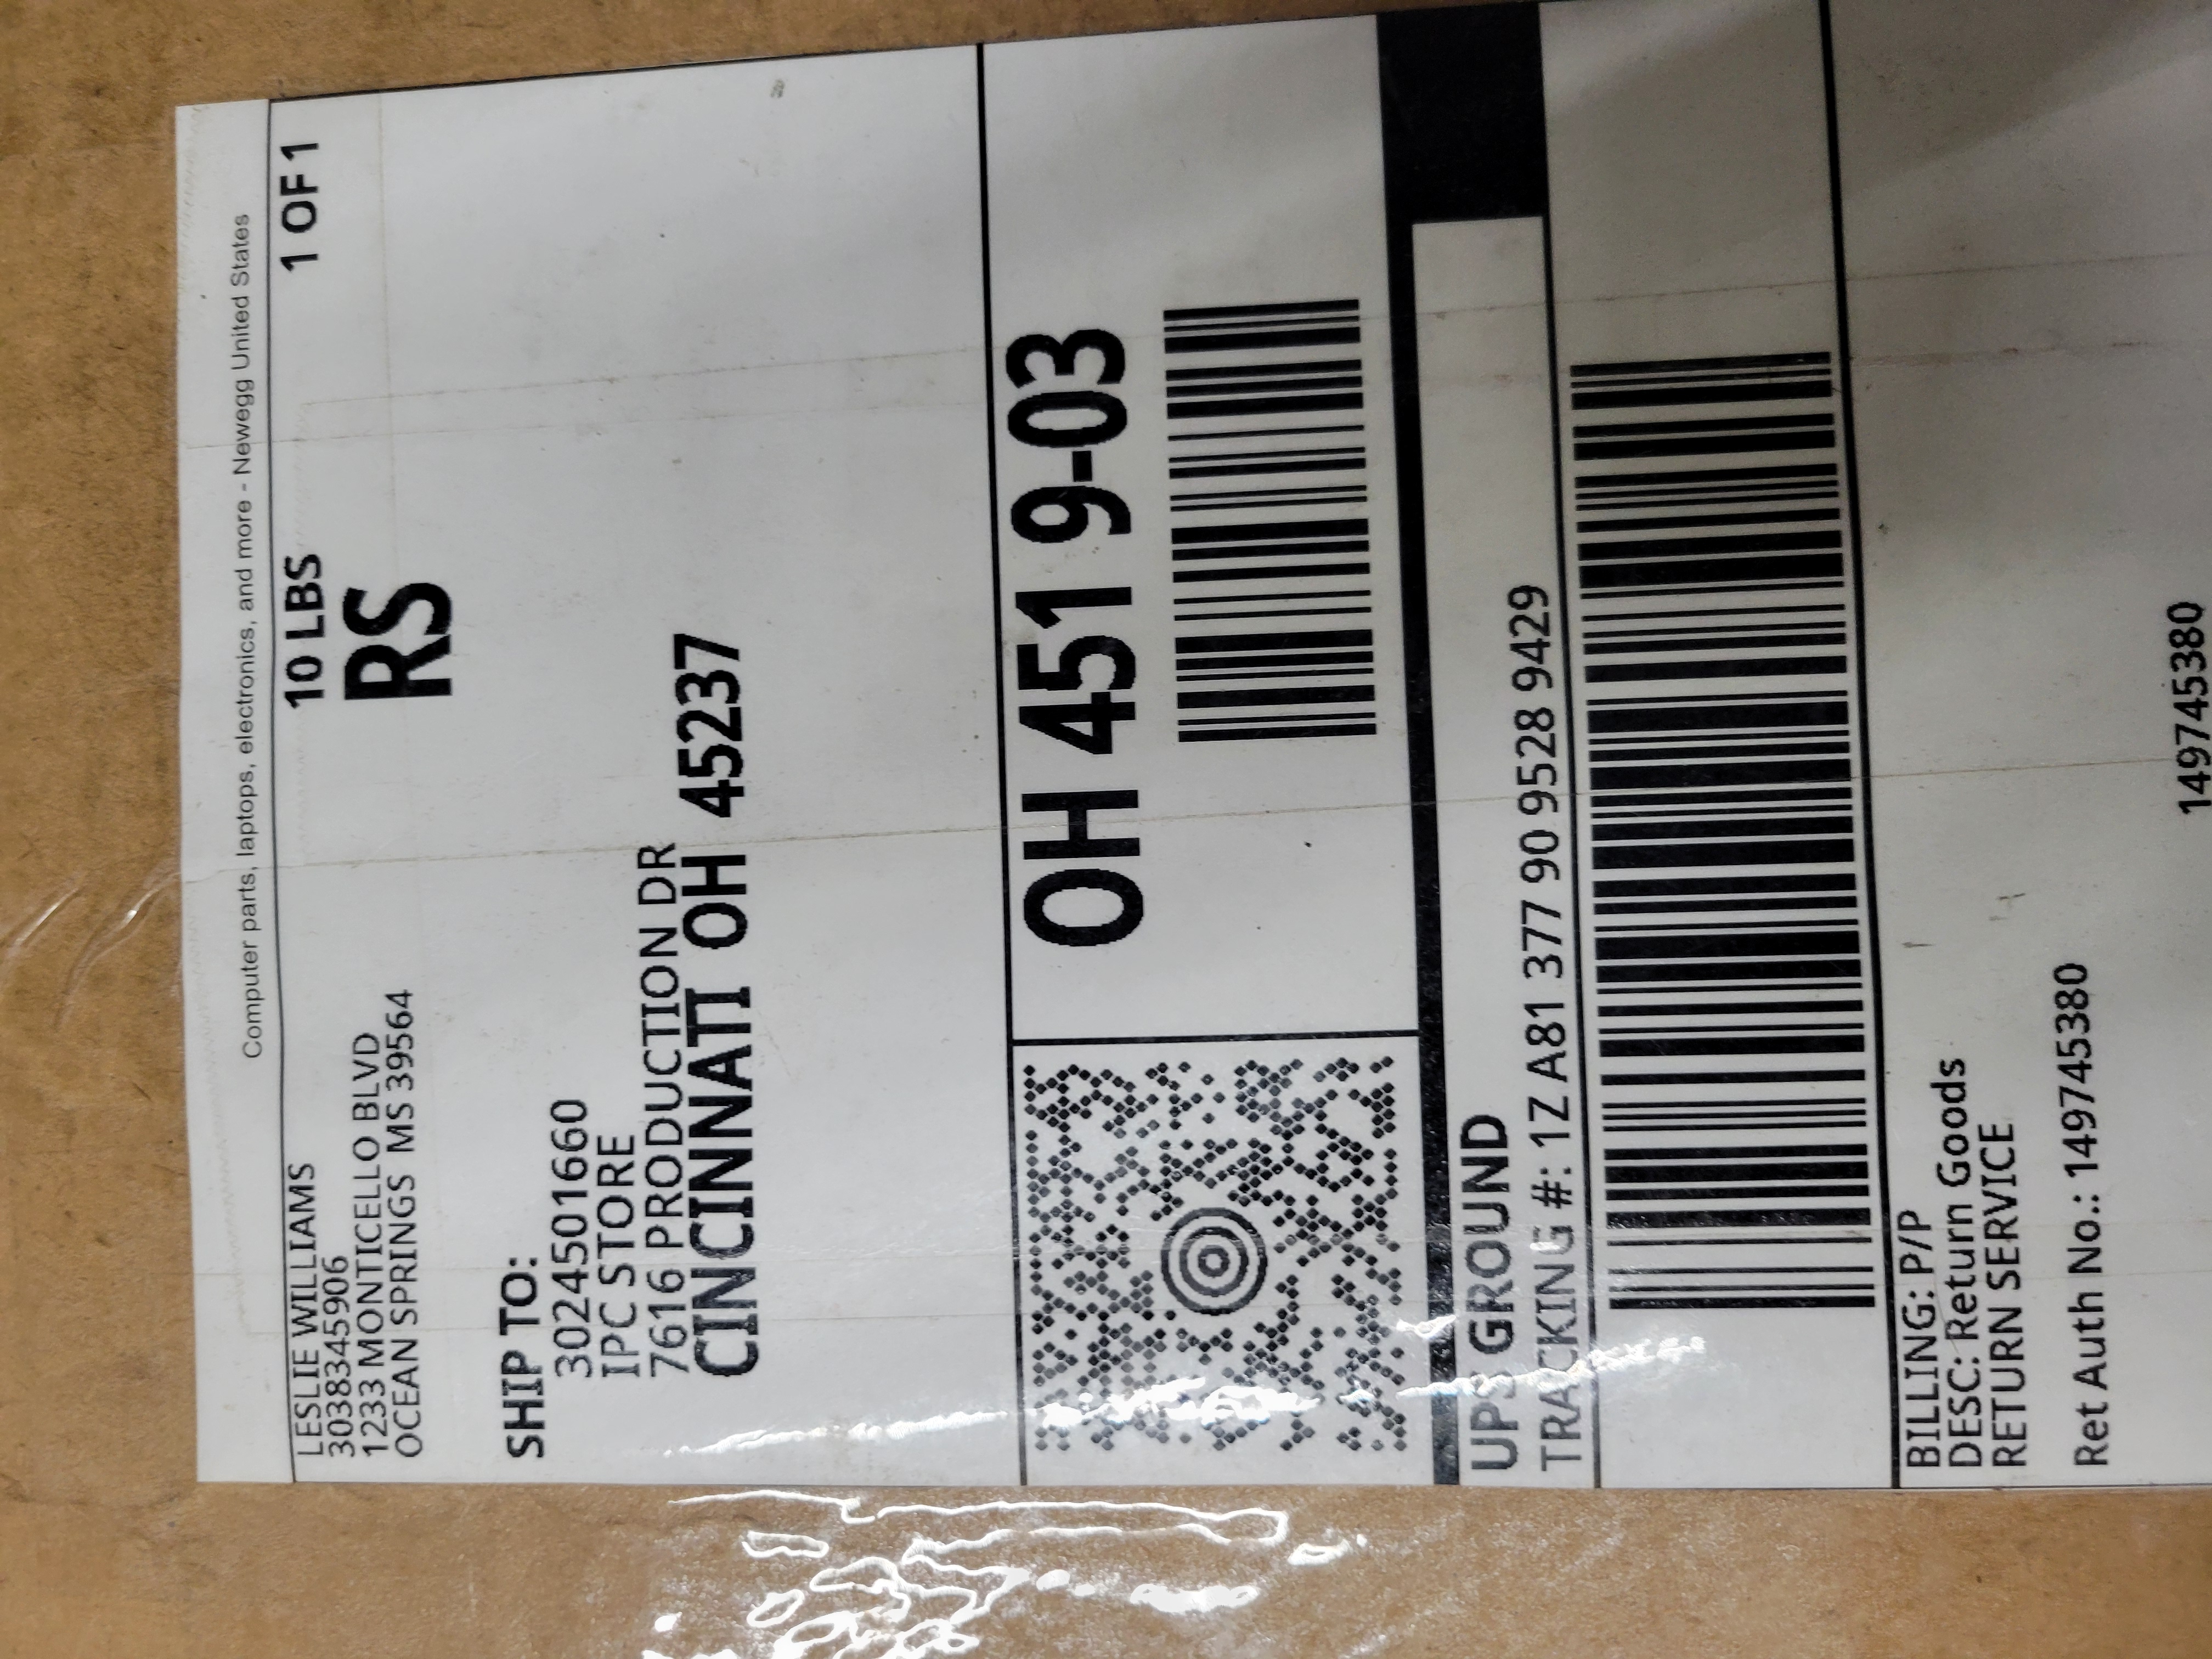 Computer parts, laptops, electronics, and more - Newegg United States
LESLIE WILLIAMS 10 LBS 1 OF 1
3038345906 RS
1233 MONTICELLO BLVD
OCEAN SPRINGS MS 39564
SHIP TO:
3024501660
IPC STORE
7616 PRODUCTION DR
CINCINNATI OH 45237
OH 451 9-03
UPS GROUND
TRACKING #: 1Z A81 377 90 9528 9429
BILLING: P/P
DESC: Return Goods
RETURN SERVICE
Ret Auth No.: 149745380
149745380